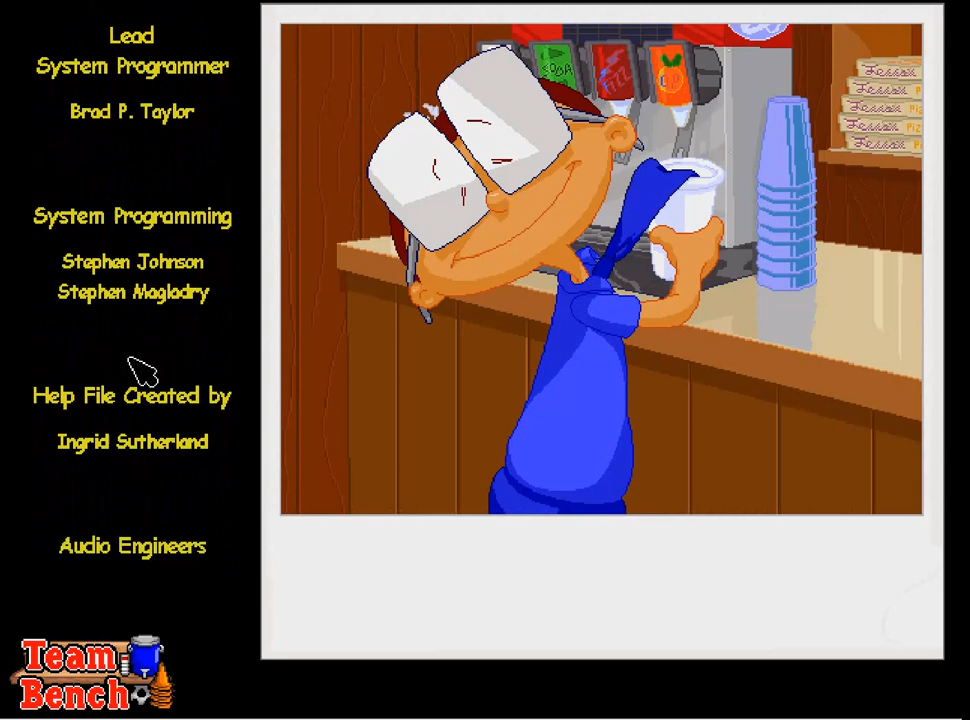 Lead
System Programmer
Brad P. Taylor
System Programming
Stephen Johnson
Stephen Magladry
Help File Created by
Ingrid Sutherland
Audio Engineers
Team
Bench
SODA